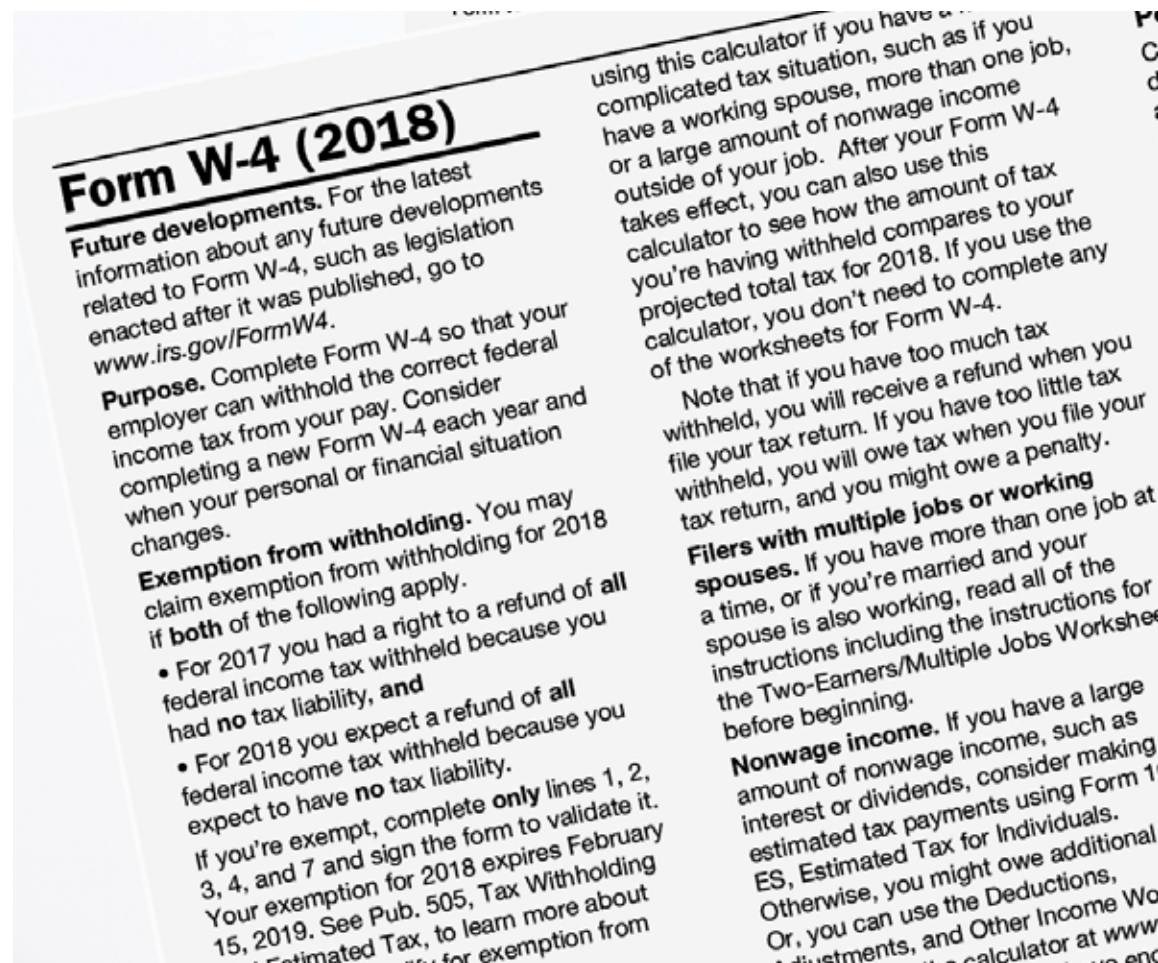 Form W-4 (2018)
Future developments. For the latest
information about any future developments
related to Form W-4, such as legislation
enacted after it was published, go to
www.irs.gov/FormW4.
Purpose. Complete Form W-4 so that your
employer can withhold the correct federal
income tax from your pay. Consider
completing a new Form W-4 each year and
when your personal or financial situation
changes.
Exemption from withholding. You may
claim exemption from withholding for 2018
if both of the following apply.
• For 2017 you had a right to a refund of all
federal income tax withheld because you
had no tax liability, and
• For 2018 you expect a refund of all
federal income tax withheld because you
expect to have no tax liability.
If you're exempt, complete only lines 1, 2,
3, 4, and 7 and sign the form to validate it.
Your exemption for 2018 expires February
15, 2019. See Pub. 505, Tax Withholding
Estimated Tax, to learn more about
for exemption from
using this calculator if you have a
complicated tax situation, such as if you
have a working spouse, more than one job,
or a large amount of nonwage income
outside of your job. After your Form W-4
takes effect, you can also use this
calculator to see how the amount of tax
you're having withheld compares to your
projected total tax for 2018. If you use the
calculator, you don't need to complete any
of the worksheets for Form W-4.
Note that if you have too much tax
withheld, you will receive a refund when you
file your tax return. If you have too little tax
withheld, you will owe tax when you file your
tax return, and you might owe a penalty.
Filers with multiple jobs or working
spouses. If you have more than one job at
a time, or if you're married and your
spouse is also working, read all of the
instructions including the instructions for
the Two-Earners/Multiple Jobs Workshee
before beginning.
Nonwage income. If you have a large
amount of nonwage income, such as
interest or dividends, consider making
estimated tax payments using Form 1
ES, Estimated Tax for Individuals.
Otherwise, you might owe additional
Or, you can use the Deductions,
Adjustments, and Other Income Wo
calculator at www